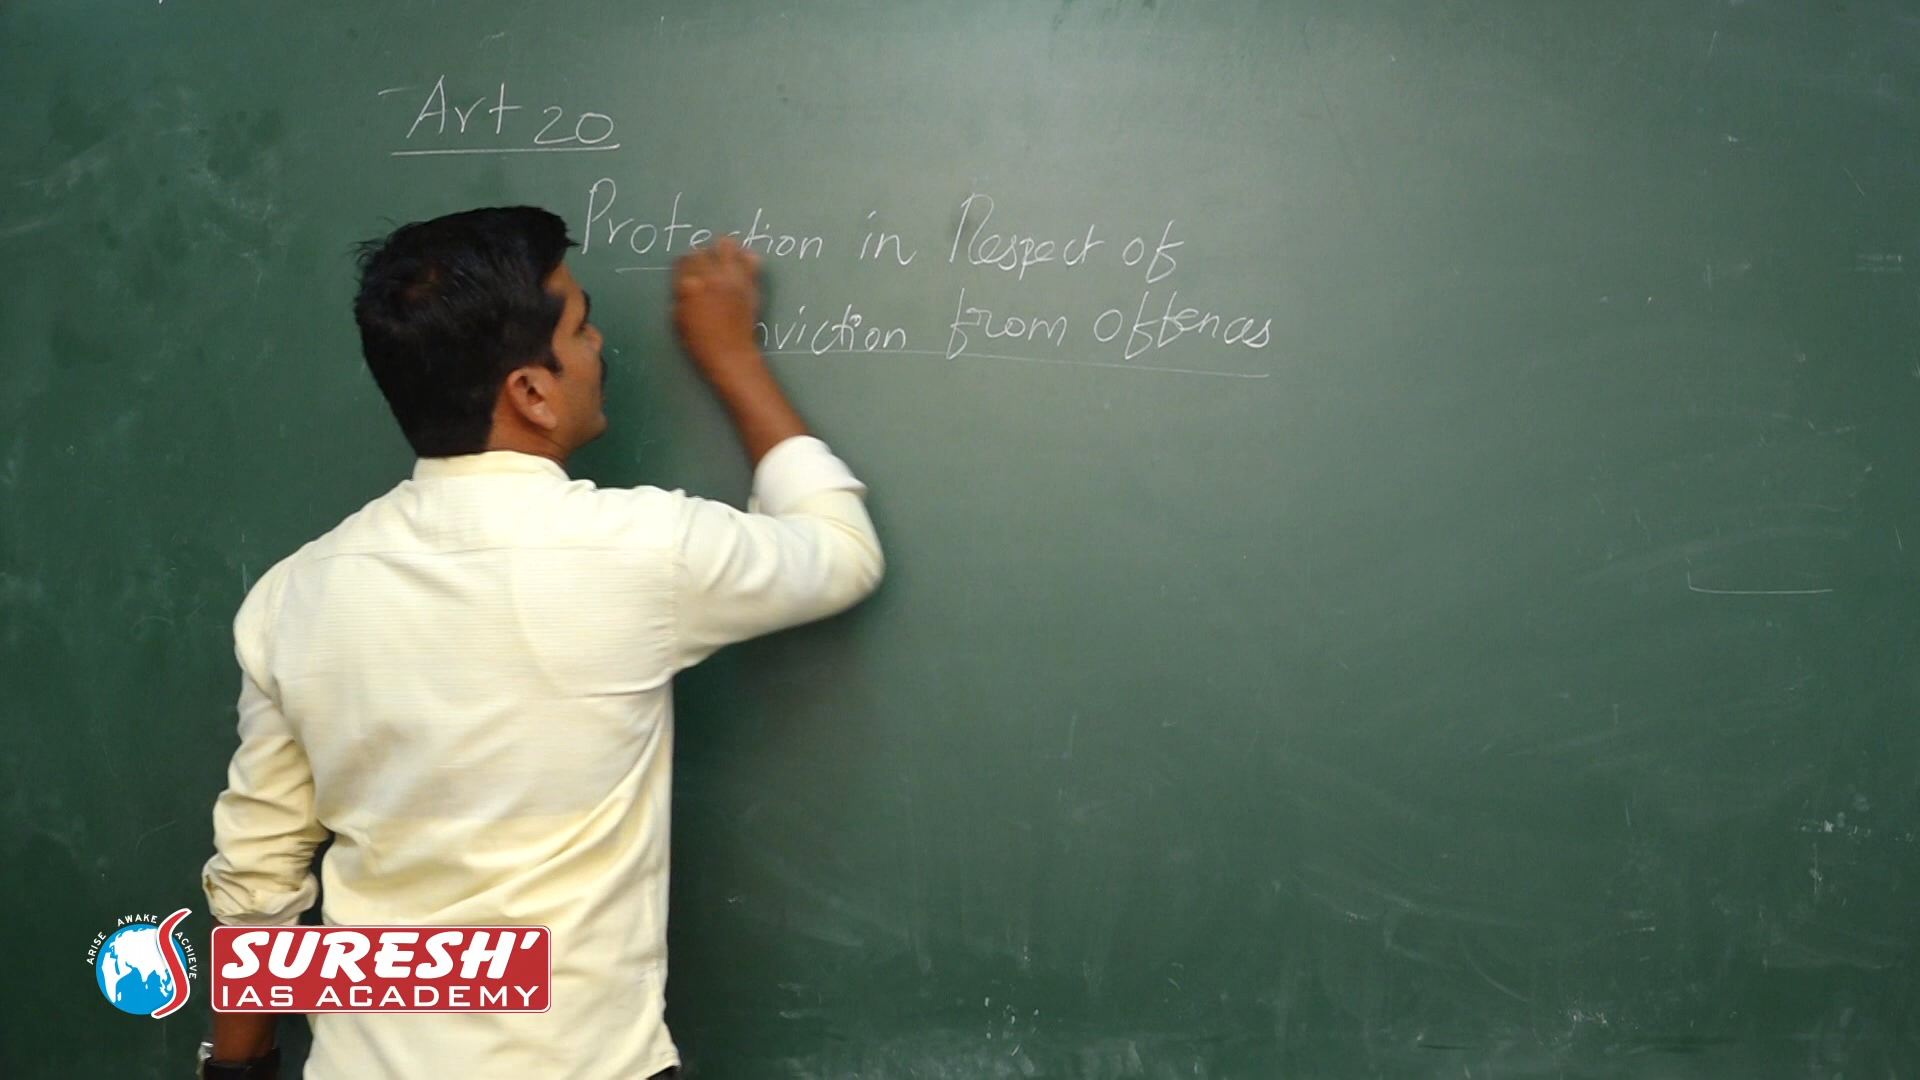 Art 20
Protection in Respect of
nviction from offences
ARISE AWAKE ACHIEVE
SURESH'
IAS ACADEMY